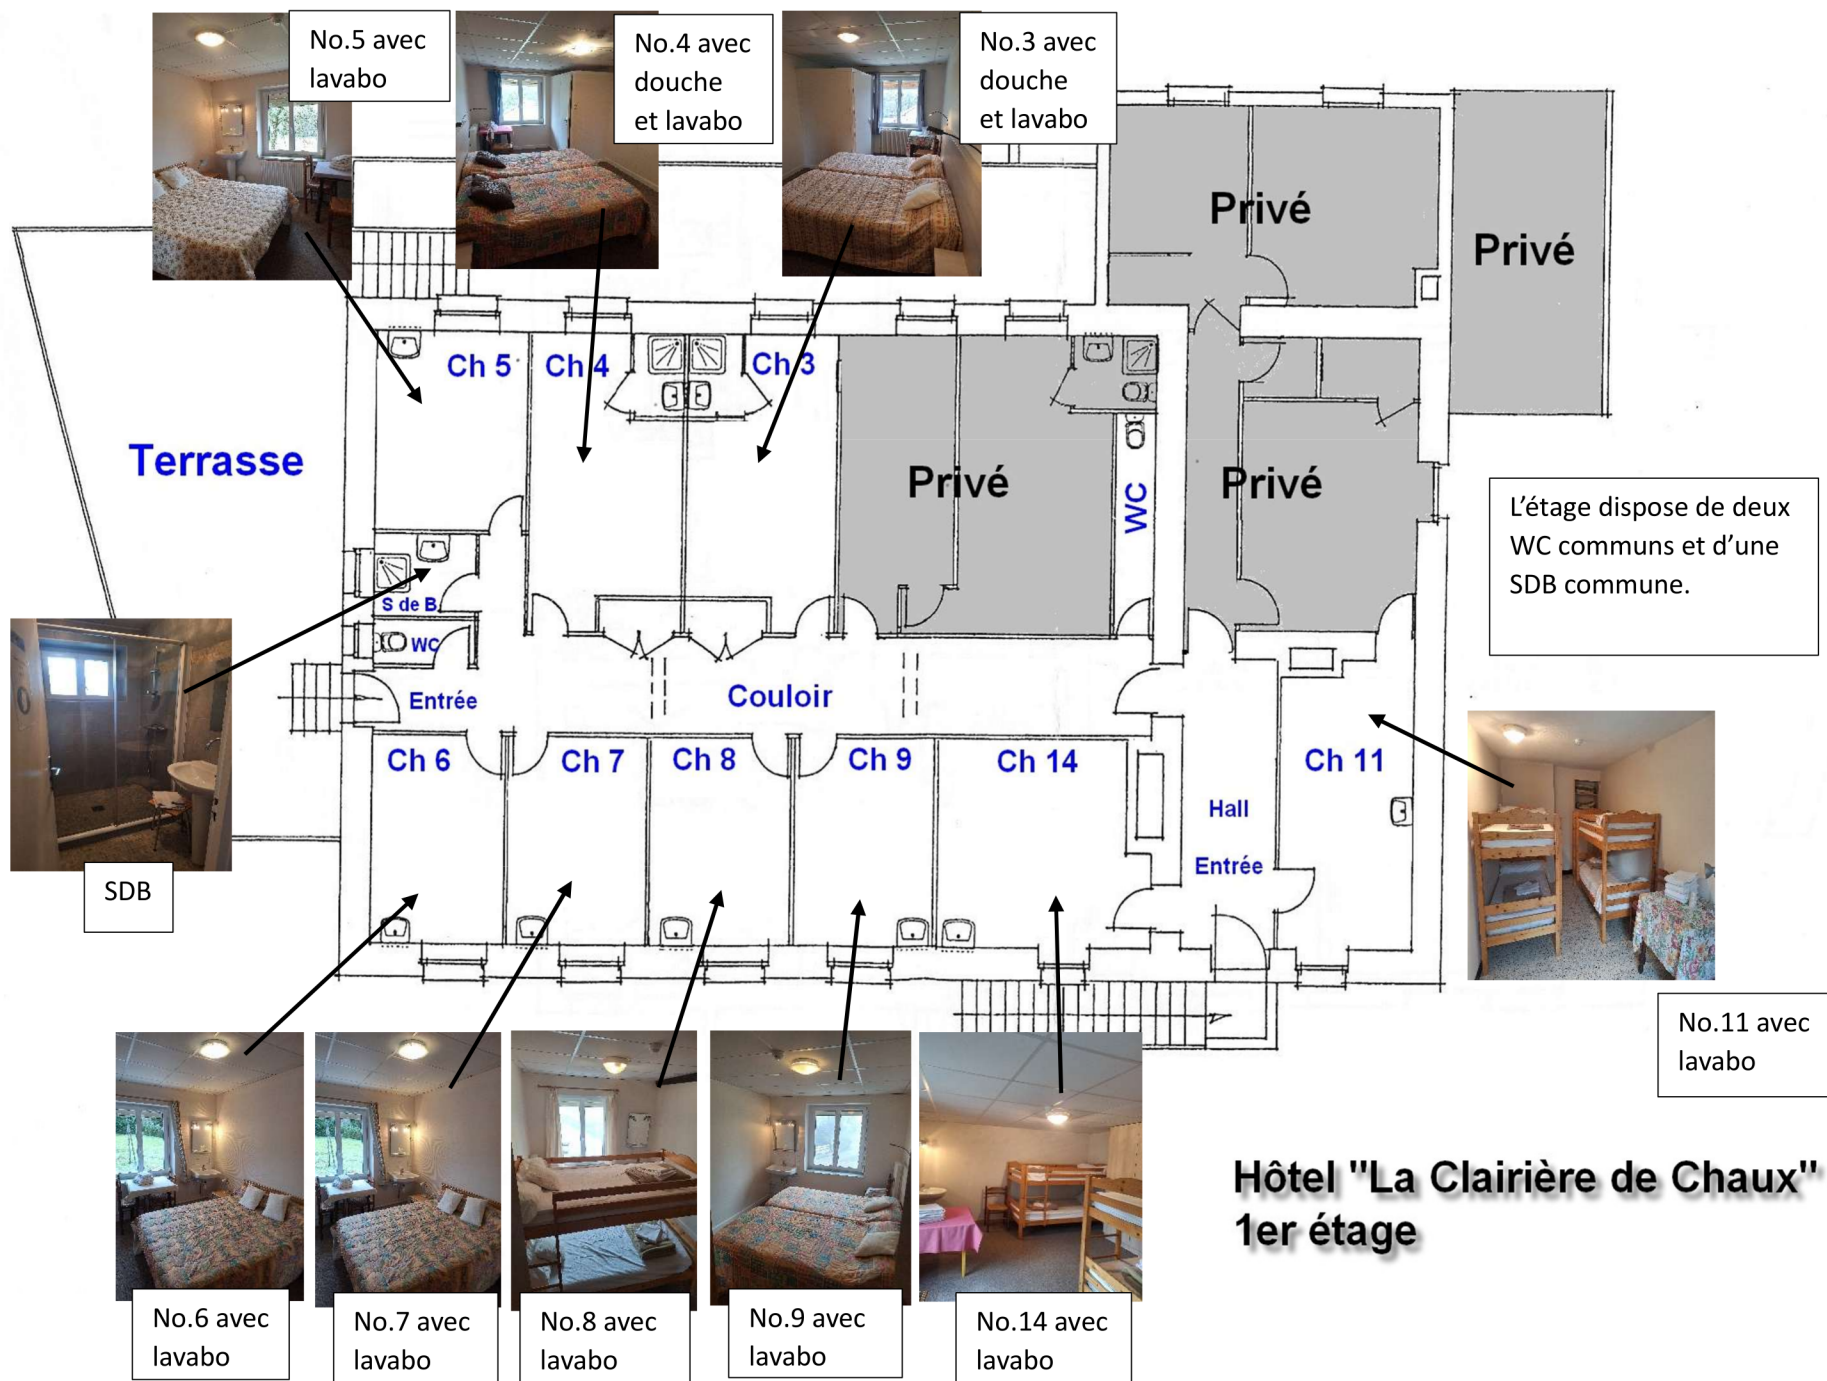 No.5 avec
lavabo
No.4 avec
douche
et lavabo
No.3 avec
douche
et lavabo
Privé
Privé
Ch 5
Ch 4
Ch 3
Terrasse
Privé
WC
Privé
L’étage dispose de deux
WC communs et d’une
SDB commune.
S de B
WC
Entrée
Couloir
Ch 6
Ch 7
Ch 8
Ch 9
Ch 14
Ch 11
Hall
Entrée
SDB
No.11 avec
lavabo
Hôtel "La Clairière de Chaux"
1er étage
No.6 avec
lavabo
No.7 avec
lavabo
No.8 avec
lavabo
No.9 avec
lavabo
No.14 avec
lavabo